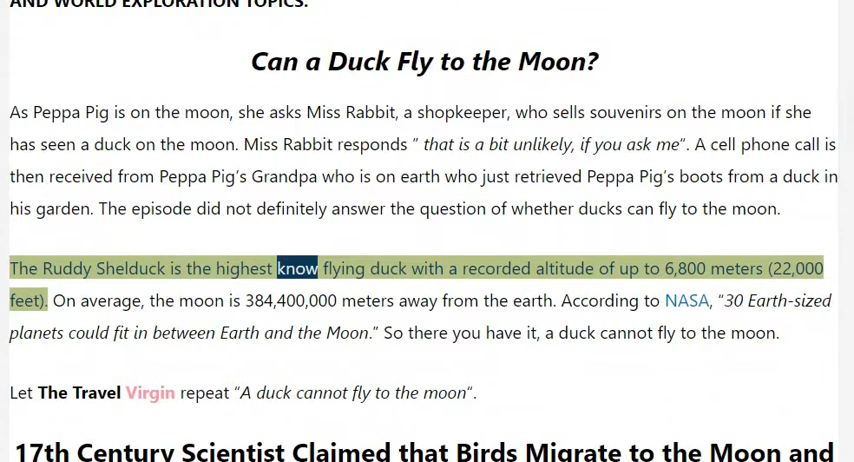 AND WORLD EXPLORATION TOPICS.
Can a Duck Fly to the Moon?
As Peppa Pig is on the moon, she asks Miss Rabbit, a shopkeeper, who sells souvenirs on the moon if she
has seen a duck on the moon. Miss Rabbit responds " that is a bit unlikely, if you ask me“. A cell phone call is
then received from Peppa Pig’s Grandpa who is on earth who just retrieved Peppa Pig’s boots from a duck in
his garden. The episode did not definitely answer the question of whether ducks can fly to the moon.
The Ruddy Shelduck is the highest know flying duck with a recorded altitude of up to 6,800 meters (22,000
feet). On average, the moon is 384,400,000 meters away from the earth. According to NASA, “30 Earth-sized
planets could fit in between Earth and the Moon.” So there you have it, a duck cannot fly to the moon.
Let The Travel Virgin repeat “A duck cannot fly to the moon“.
17th Century Scientist Claimed that Birds Migrate to the Moon and